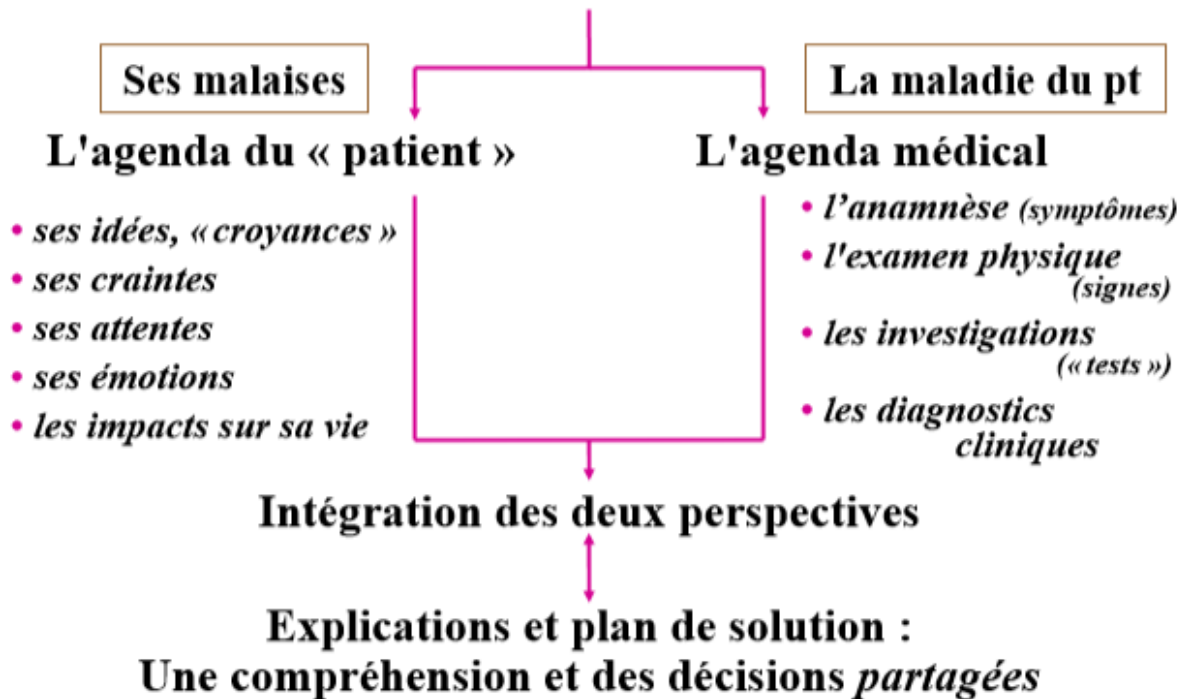 Ses malaises
L'agenda du « patient »
• ses idées, « croyances »
• ses craintes
• ses attentes
• ses émotions
• les impacts sur sa vie
La maladie du pt
L'agenda médical
• l’anamnèse (symptômes)
• l'examen physique
(signes)
• les investigations
(« tests »)
• les diagnostics
cliniques
Intégration des deux perspectives
Explications et plan de solution :
Une compréhension et des décisions partagées